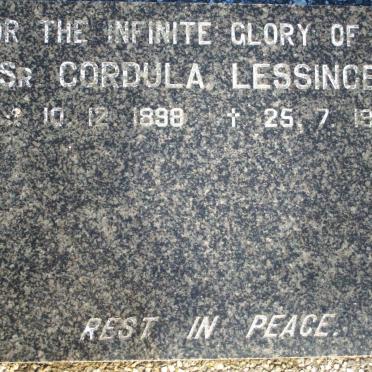 OR THE INFINITE GLORY OF
SR CORDULA LESSINGE
10. 12. 1898 † 25. 7. 19
REST IN PEACE.